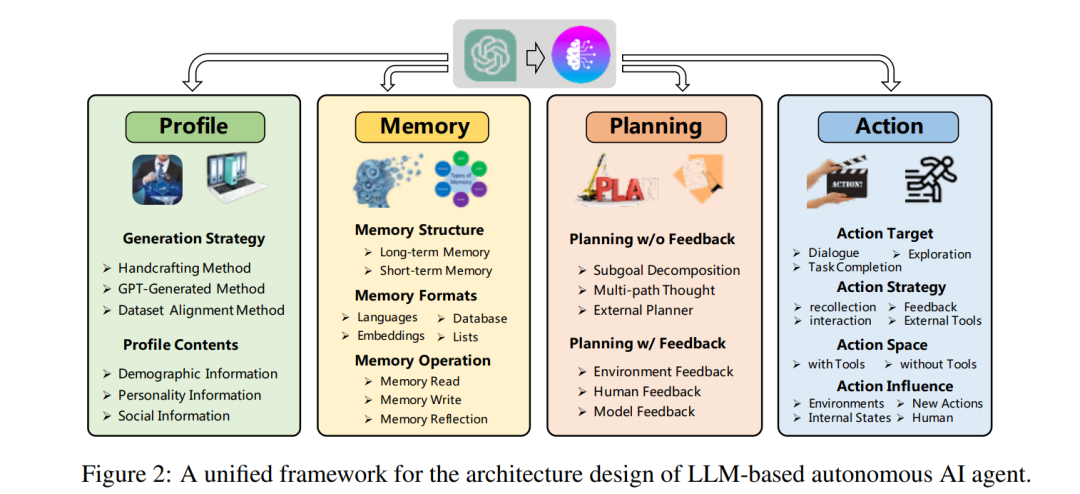 Profile
Generation Strategy
Handcrafting Method
GPT-Generated Method
Dataset Alignment Method
Profile Contents
Demographic Information
Personality Information
Social Information
Memory
Types of
Memory
Memory Structure
Long-term Memory
Short-term Memory
Memory Formats
Languages Database
Embeddings Lists
Memory Operation
Memory Read
Memory Write
Memory Reflection
Planning
PLAN
Planning w/o Feedback
Subgoal Decomposition
Multi-path Thought
External Planner
Planning w/ Feedback
Environment Feedback
Human Feedback
Model Feedback
Action
ACTION!
Action Target
Dialogue Exploration
TaskCompletion
Action Strategy
recollection Feedback
interaction External Tools
Action Space
with Tools without Tools
Action Influence
Environments New Actions
Internal States Human
Figure 2: A unified framework for the architecture design of LLM-based autonomous AI agent.